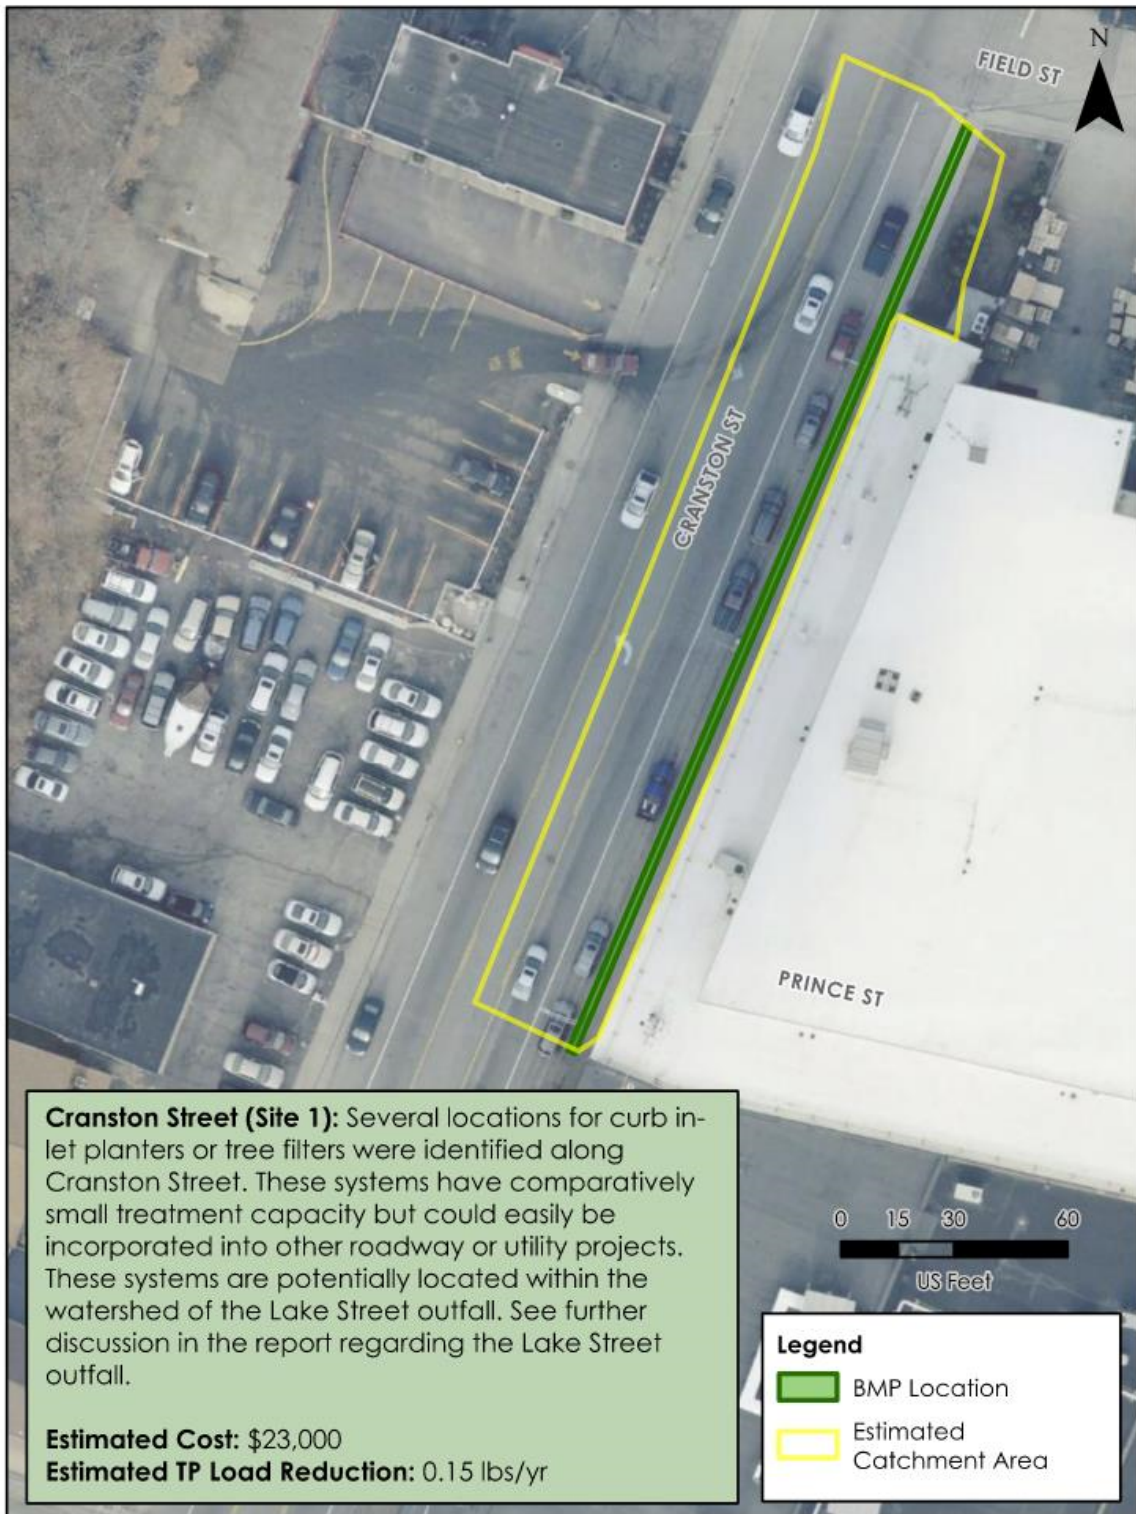 N
FIELD ST
CRANSTON ST
PRINCE ST
Cranston Street (Site 1): Several locations for curb in-
let planters or tree filters were identified along
Cranston Street. These systems have comparatively
small treatment capacity but could easily be
incorporated into other roadway or utility projects.
These systems are potentially located within the
watershed of the Lake Street outfall. See further
discussion in the report regarding the Lake Street
outfall.
Estimated Cost: $23,000
Estimated TP Load Reduction: 0.15 lbs/yr
0 15 30 60
US Feet
Legend
BMP Location
Estimated
Catchment Area